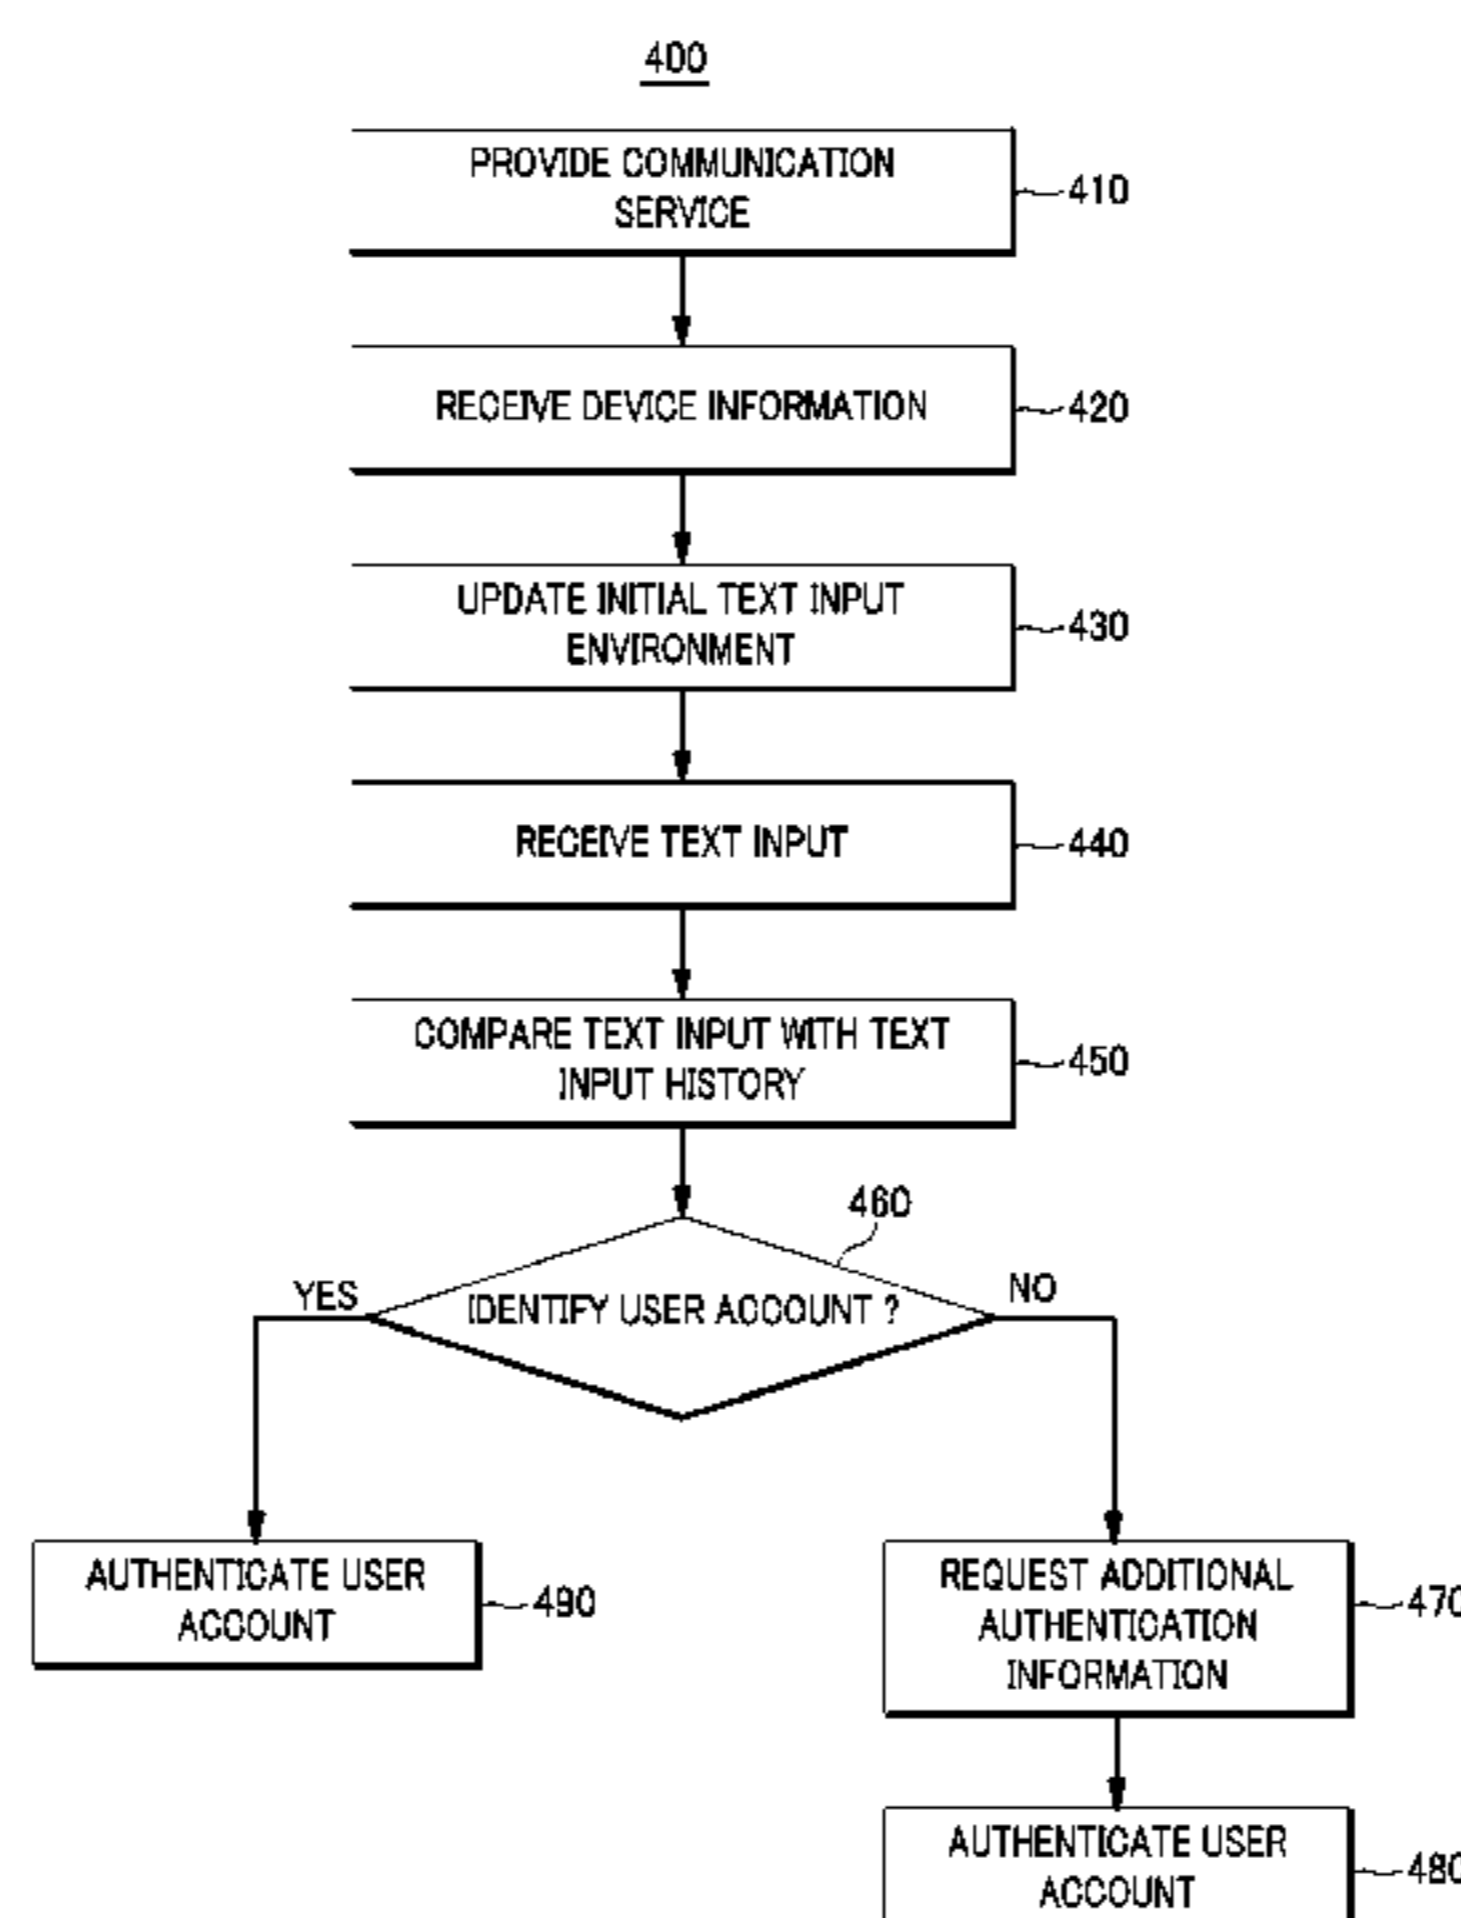 400
PROVIDE COMMUNICATION
SERVICE
410
RECEIVE DEVICE INFORMATION
420
UPDATE INITIAL TEXT INPUT
ENVIRONMENT
430
RECEIVE TEXT INPUT
440
COMPARE TEXT INPUT WITH TEXT
INPUT HISTORY
450
460
YES
IDENTIFY USER ACCOUNT ?
NO
AUTHENTICATE USER
ACCOUNT
490
REQUEST ADDITIONAL
AUTHENTICATION
INFORMATION
470
AUTHENTICATE USER
ACCOUNT
480